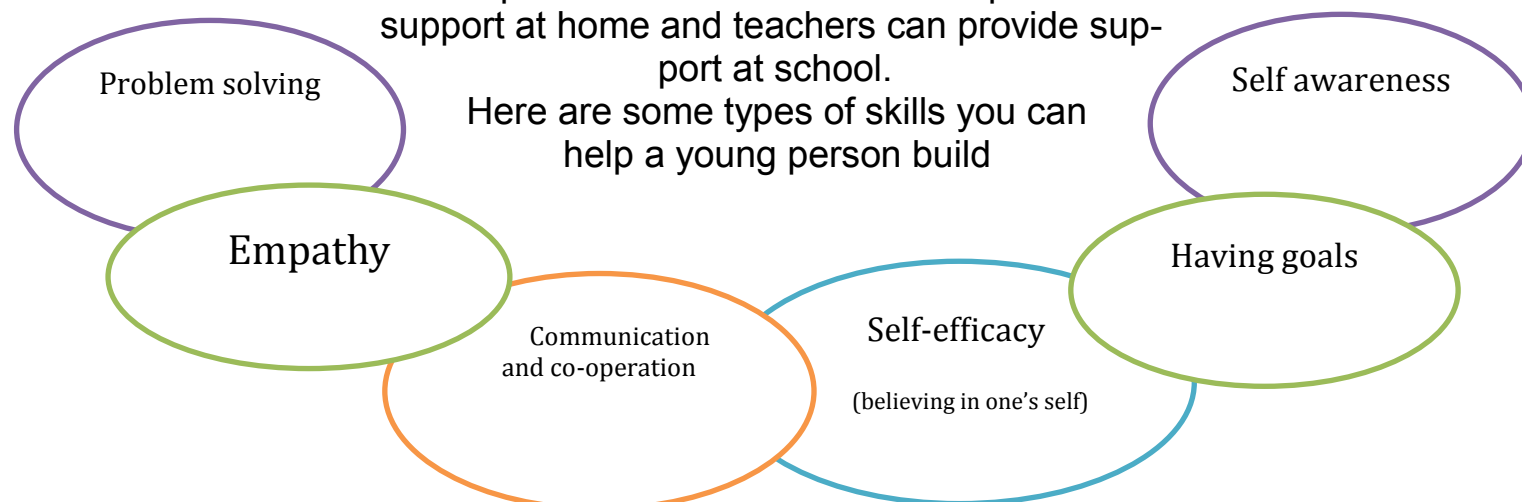 support at home and teachers can provide sup-
port at school.
Here are some types of skills you can
help a young person build
Problem solving
Self awareness
Empathy
Having goals
Communication
and co-operation
Self-efficacy
(believing in one's self)